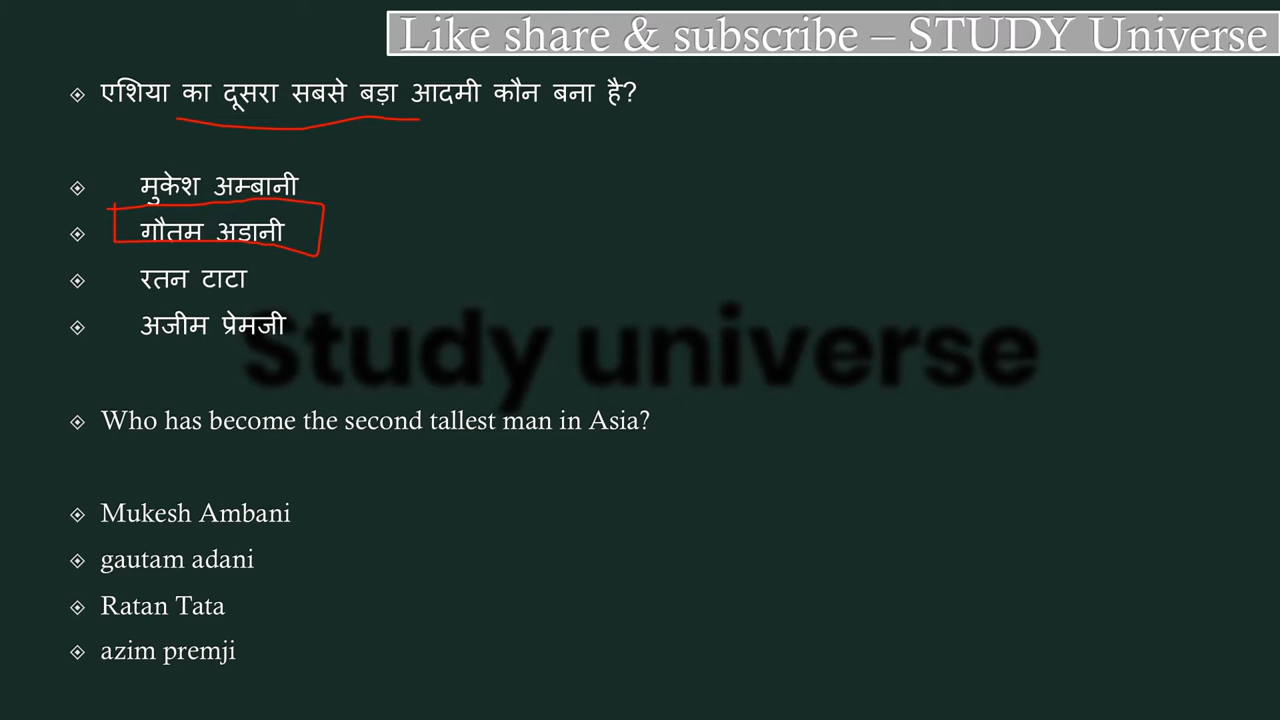 Like share & subscribe – STUDY Universe
एशिया का दूसरा सबसे बड़ा आदमी कौन बना है?
मुकेश अम्बानी
गौतम अडानी
रतन टाटा
अजीम प्रेमजी
Study universe
Who has become the second tallest man in Asia?
Mukesh Ambani
gautam adani
Ratan Tata
azim premji